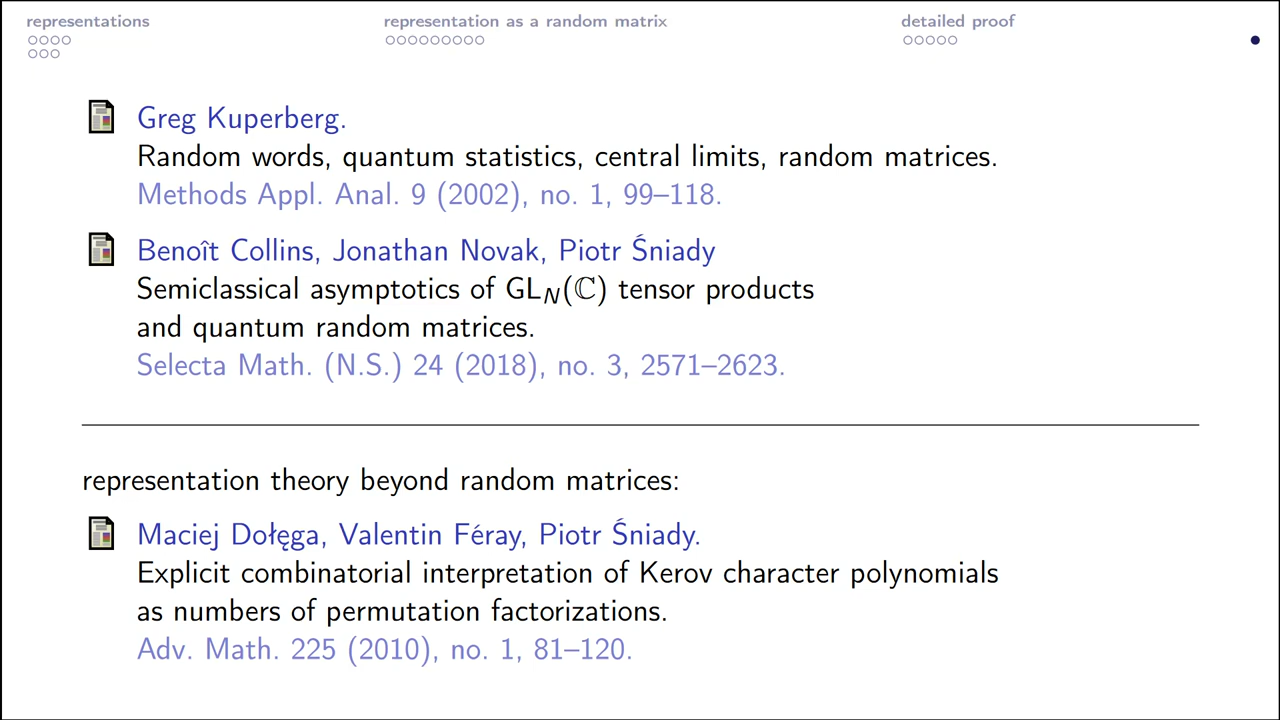 representations
representation as a random matrix
detailed proof
Greg Kuperberg.
Random words, quantum statistics, central limits, random matrices.
Methods Appl. Anal. 9 (2002), no. 1, 99–118.
Benoît Collins, Jonathan Novak, Piotr Śniady
Semiclassical asymptotics of GL_N(ℂ) tensor products
and quantum random matrices.
Selecta Math. (N.S.) 24 (2018), no. 3, 2571–2623.
representation theory beyond random matrices:
Maciej Dołęga, Valentin Féray, Piotr Śniady.
Explicit combinatorial interpretation of Kerov character polynomials
as numbers of permutation factorizations.
Adv. Math. 225 (2010), no. 1, 81–120.